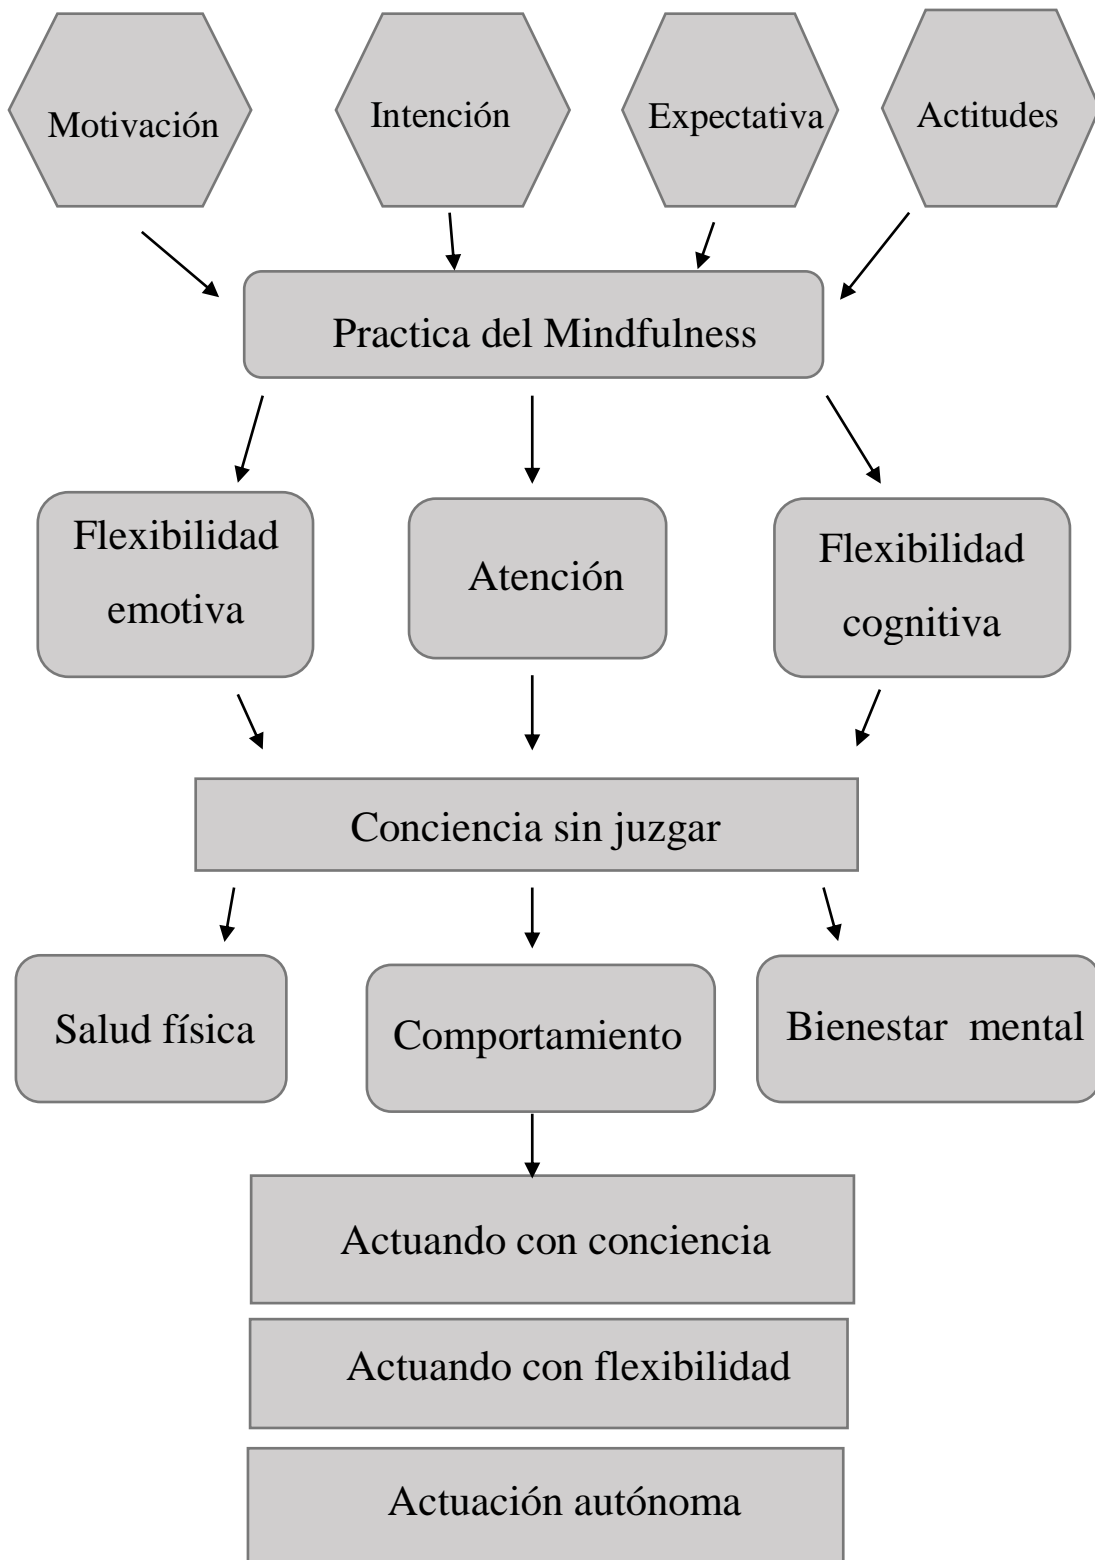 Motivación
Intención
Expectativa
Actitudes
Practica del Mindfulness
Flexibilidad
emotiva
Atención
Flexibilidad
cognitiva
Conciencia sin juzgar
Salud física
Comportamiento
Bienestar  mental
Actuando con conciencia
Actuando con flexibilidad
Actuación autónoma